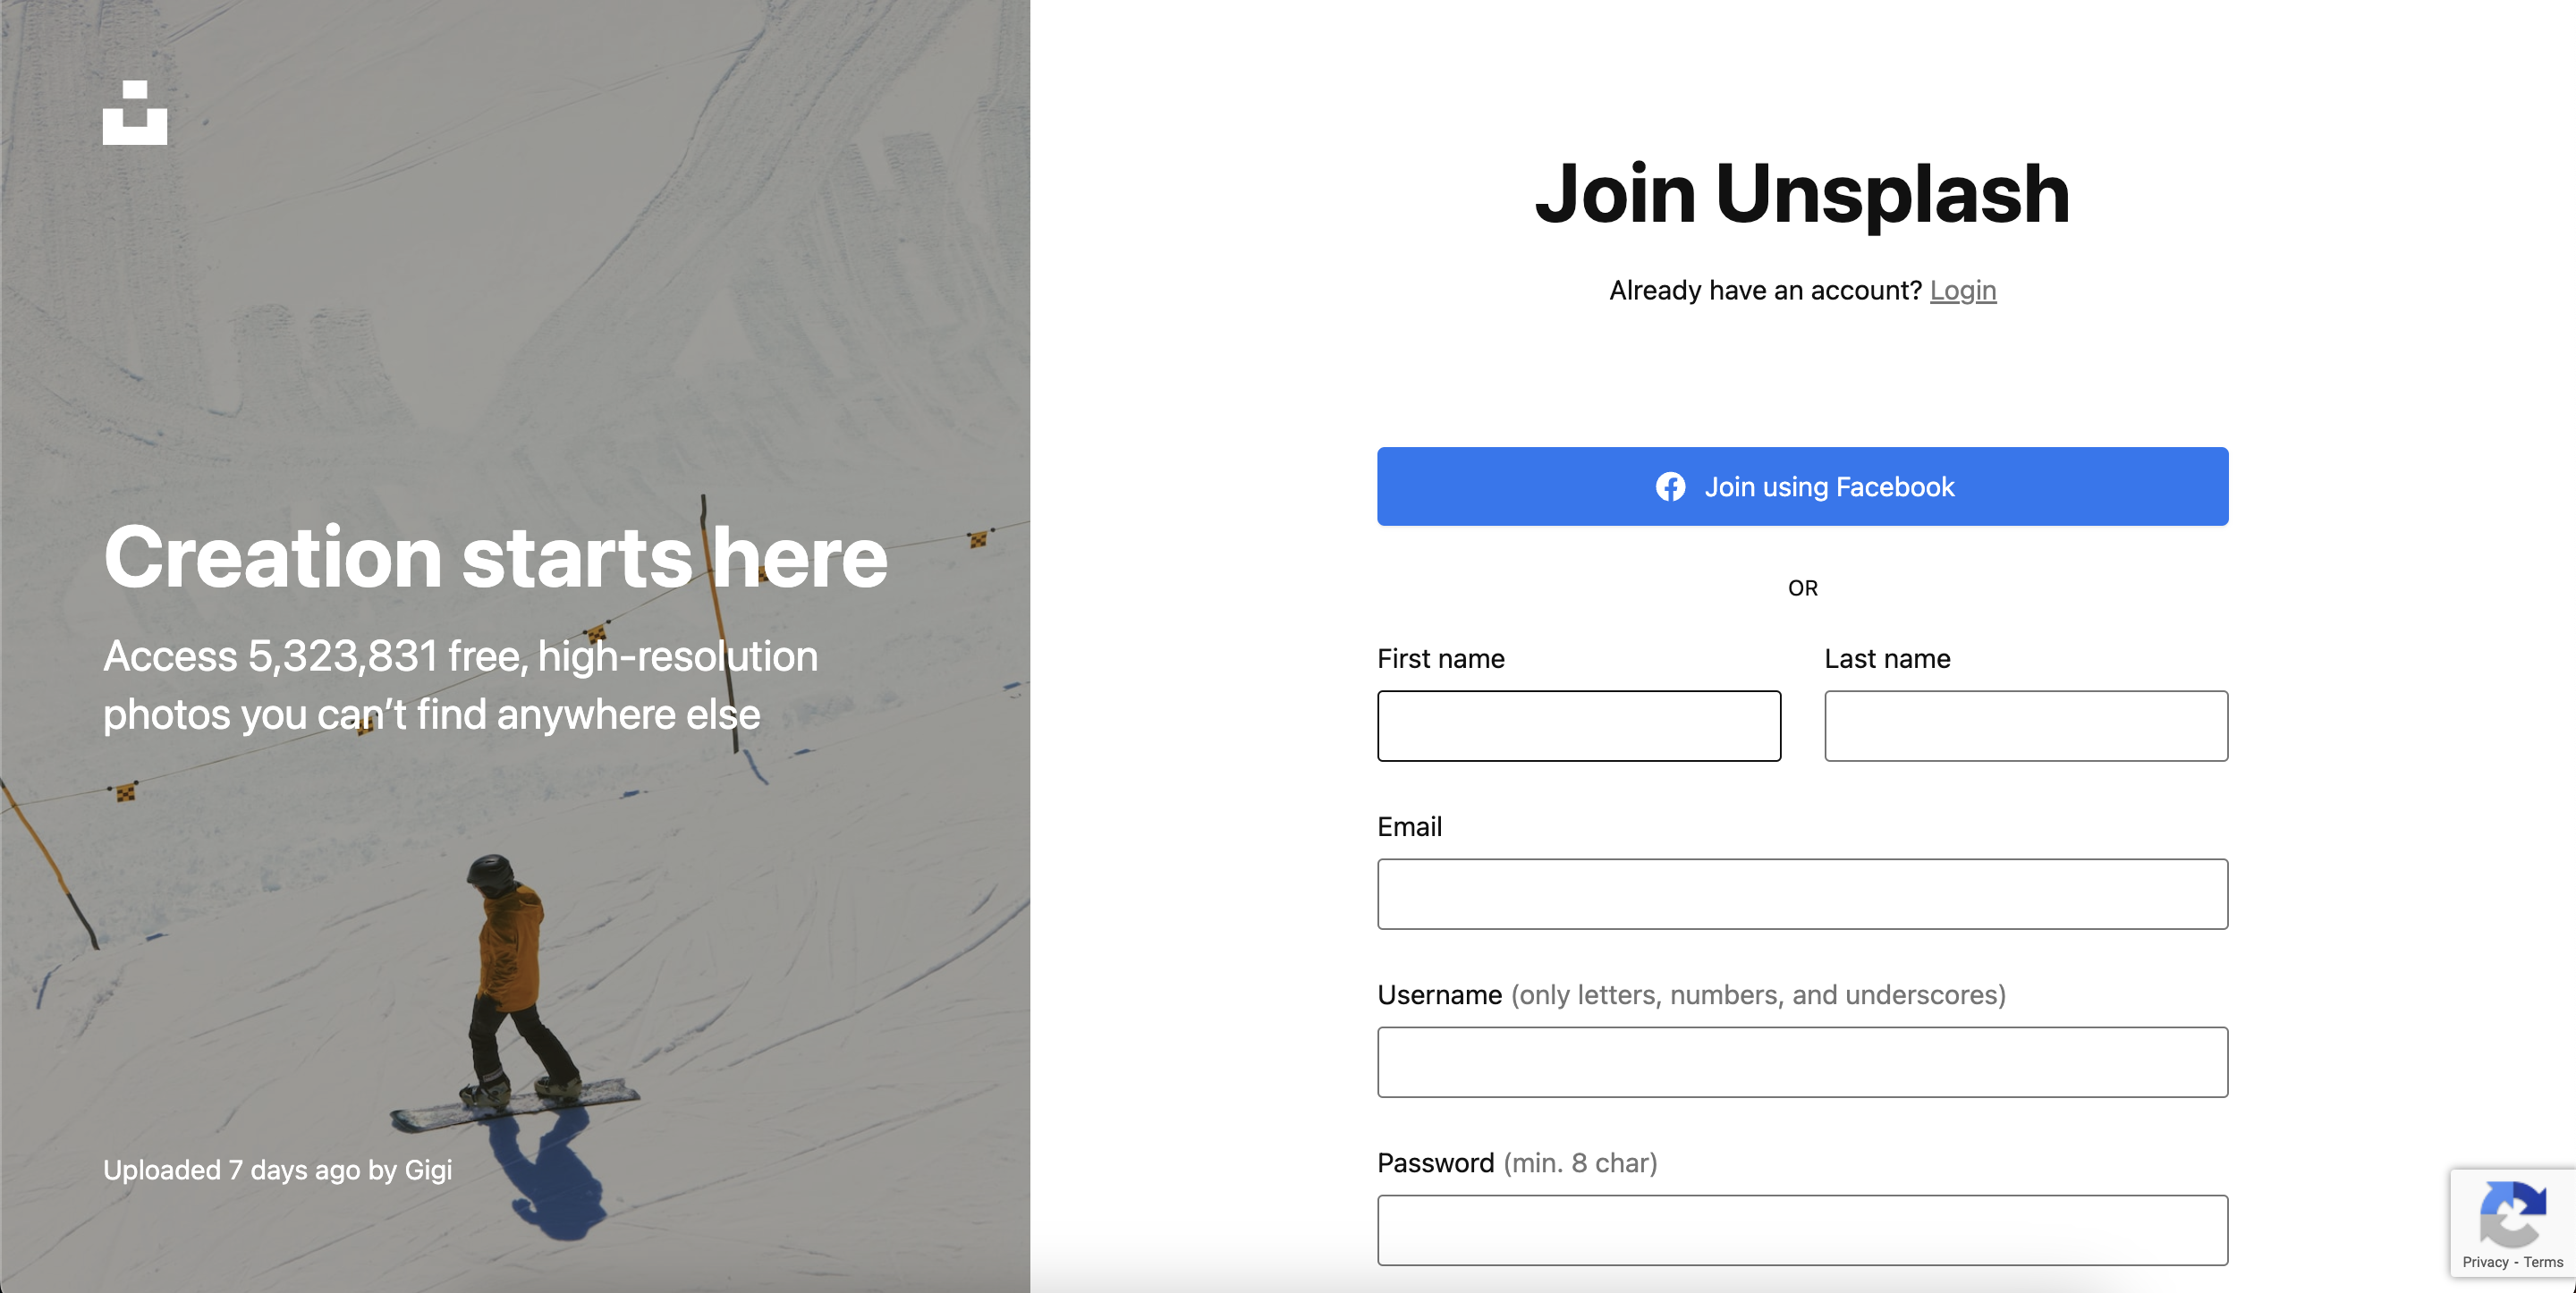 Creation starts here
Access 5,323,831 free, high-resolution
photos you can’t find anywhere else
Uploaded 7 days ago by Gigi
Join Unsplash
Already have an account? Login
Join using Facebook
OR
First name
Last name
Email
Username (only letters, numbers, and underscores)
Password (min. 8 char)
Privacy - Terms